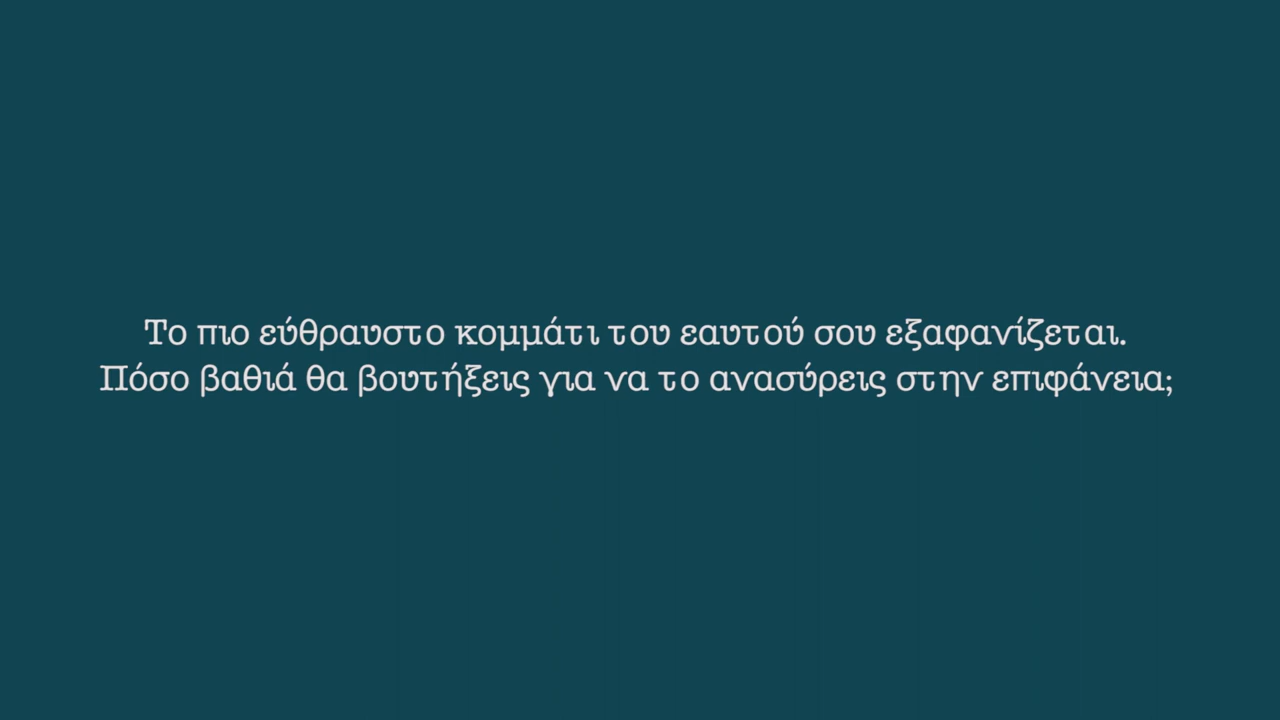 Το πιο εύθραυστο κομμάτι του εαυτού σου εξαφανίζεται.
Πόσο βαθιά θα βουτήξεις για να το ανασύρεις στην επιφάνεια;